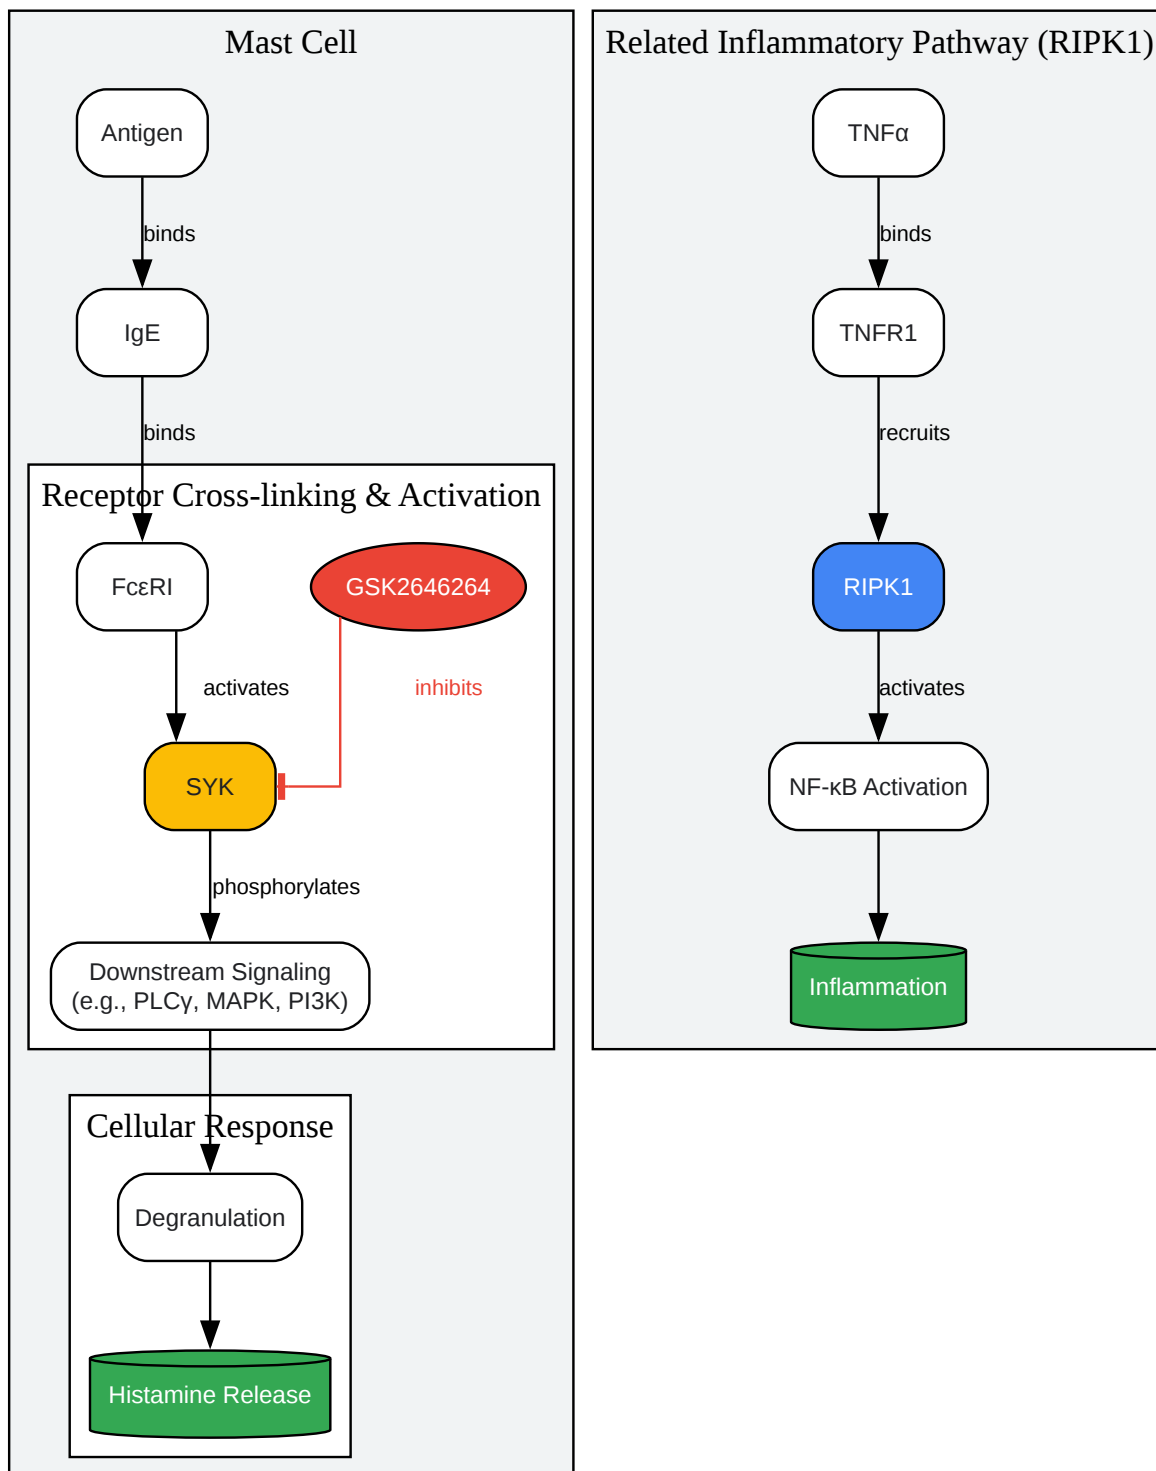 Mast Cell
Antigen
binds
IgE
binds
Receptor Cross-linking & Activation
FcεRI
GSK2646264
activates
inhibits
SYK
phosphorylates
Downstream Signaling
(e.g., PLCγ, MAPK, PI3K)
Cellular Response
Degranulation
Histamine Release
Related Inflammatory Pathway (RIPK1)
TNFα
binds
TNFR1
recruits
RIPK1
activates
NF-κB Activation
Inflammation